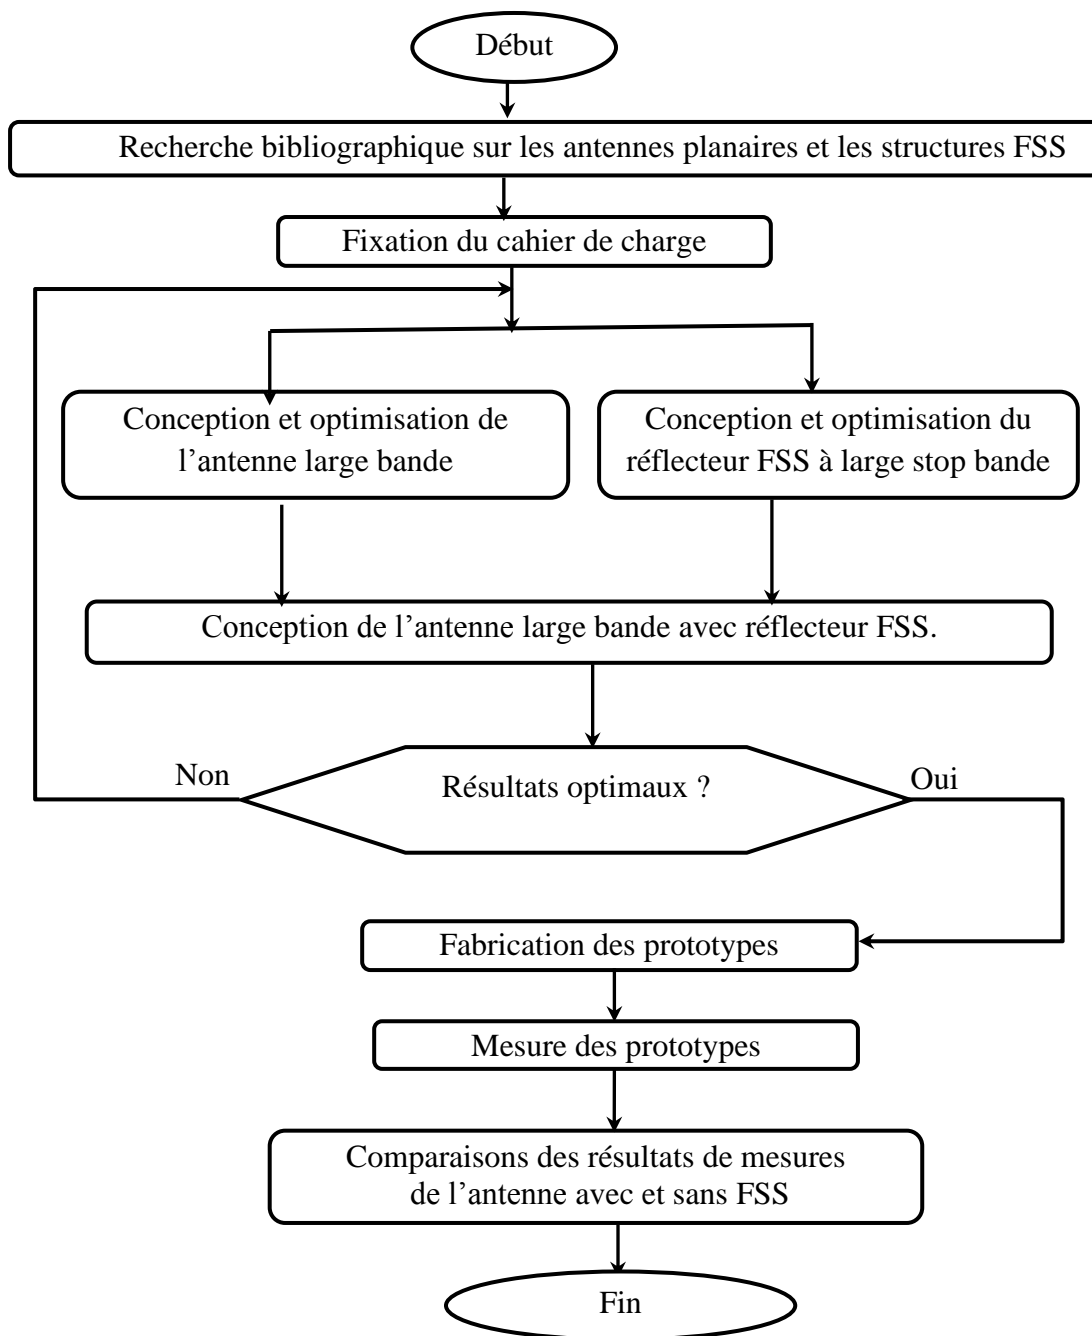 Début
Recherche bibliographique sur les antennes planaires et les structures FSS
Fixation du cahier de charge
Conception et optimisation de
l’antenne large bande
Conception et optimisation du
réflecteur FSS à large stop bande
Conception de l’antenne large bande avec réflecteur FSS.
Non
Résultats optimaux ?
Oui
Fabrication des prototypes
Mesure des prototypes
Comparaisons des résultats de mesures
de l’antenne avec et sans FSS
Fin